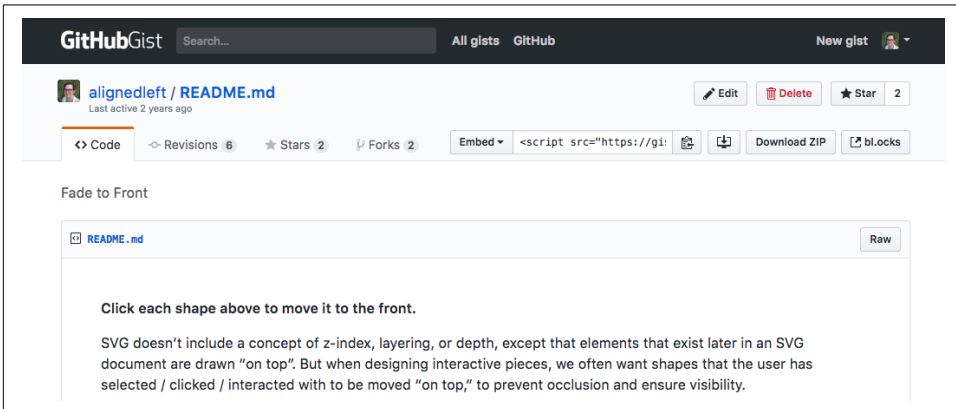 GitHubGist Search... All gists GitHub New gist
alignedleft / README.md Edit Delete Star 2
Last active 2 years ago
<> Code Revisions 6 Stars 2 Forks 2 Embed <script src="https://gi: Download ZIP bl.ocks
Fade to Front
README.md Raw
Click each shape above to move it to the front.
SVG doesn’t include a concept of z-index, layering, or depth, except that elements that exist later in an SVG
document are drawn “on top”. But when designing interactive pieces, we often want shapes that the user has
selected / clicked / interacted with to be moved “on top,” to prevent occlusion and ensure visibility.